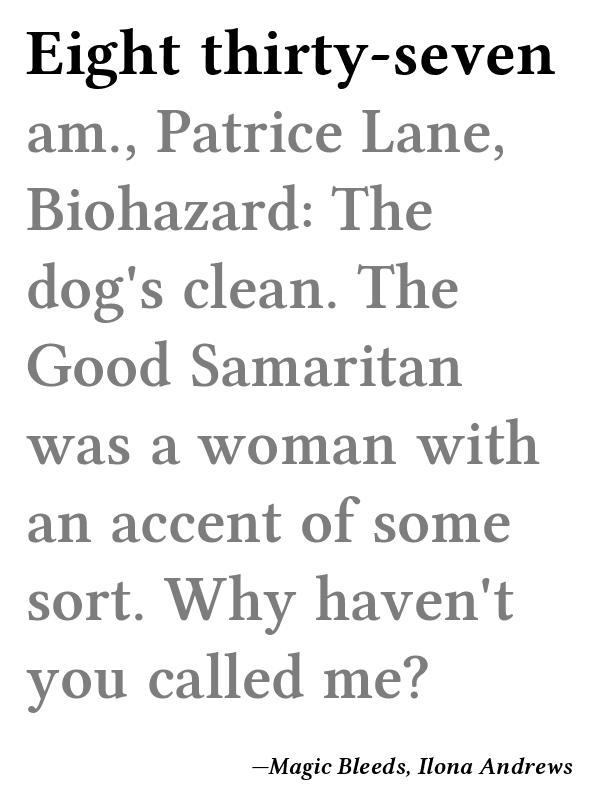 Eight thirty-seven
am., Patrice Lane,
Biohazard: The
dog's clean. The
Good Samaritan
was a woman with
an accent of some
sort. Why haven't
you called me?
—Magic Bleeds, Ilona Andrews